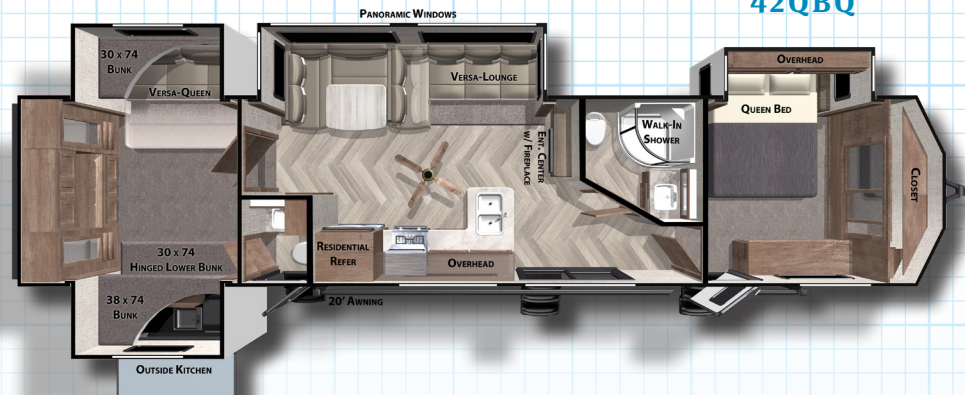 42QBQ
PANORAMIC WINDOWS
30 X 74
BUNK
VERSA-QUEEN
VERSA-LOUNGE
OVERHEAD
QUEEN BED
WALK-IN
SHOWER
ENT. CENTER
W/ FIREPLACE
CLOSET
30 X 74
HINGED LOWER BUNK
RESIDENTIAL
REFER
OVERHEAD
38 X 74
BUNK
20' AWNING
OUTSIDE KITCHEN